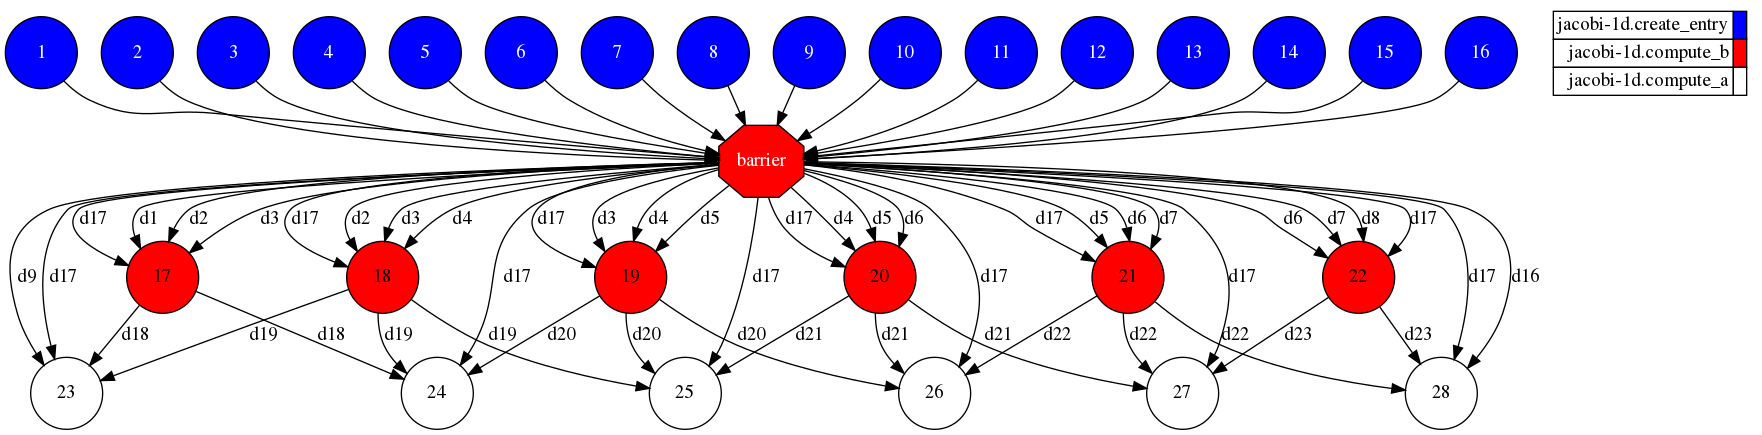 1 2 3 4 5 6 7 8 9 10 11 12 13 14 15 16
jacobi-1d.create_entry
jacobi-1d.compute_b
jacobi-1d.compute_a
barrier
d17 d1 d2 d3 d17 d2 d3 d4 d17 d3 d4 d5 d17 d4 d5 d6 d17 d5 d6 d7 d6 d7 d8 d17
d9 d17 17 18 d17 19 d17 20 d17 21 d17 22 d17 d16
d18 d19 d18 d19 d19 d20 d20 d20 d21 d21 d21 d22 d22 d22 d23 d23
23 24 25 26 27 28